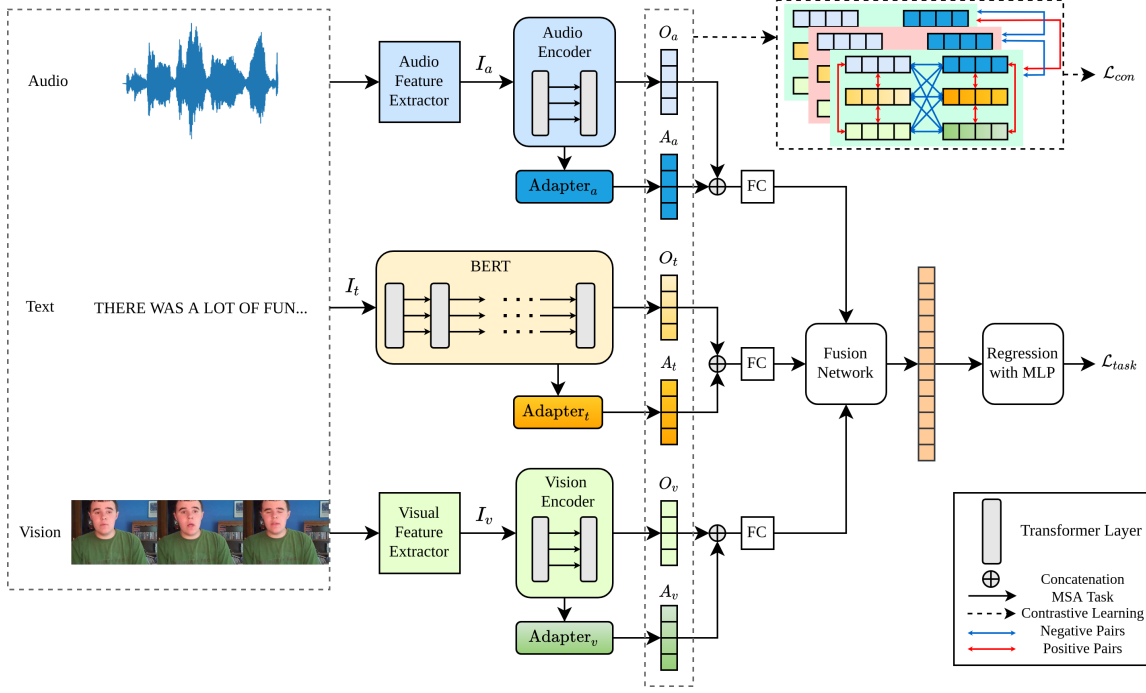 Audio
Audio
Feature
Extractor
I_a
Audio
Encoder
Adapter_a
O_a
A_a
FC
ℒ_con
Text
THERE WAS A LOT OF FUN...
I_t
BERT
Adapter_t
O_t
A_t
FC
Fusion
Network
Regression
with MLP
ℒ_task
Vision
Visual
Feature
Extractor
I_v
Vision
Encoder
Adapter_v
O_v
A_v
FC
Transformer Layer
Concatenation
MSA Task
Contrastive Learning
Negative Pairs
Positive Pairs